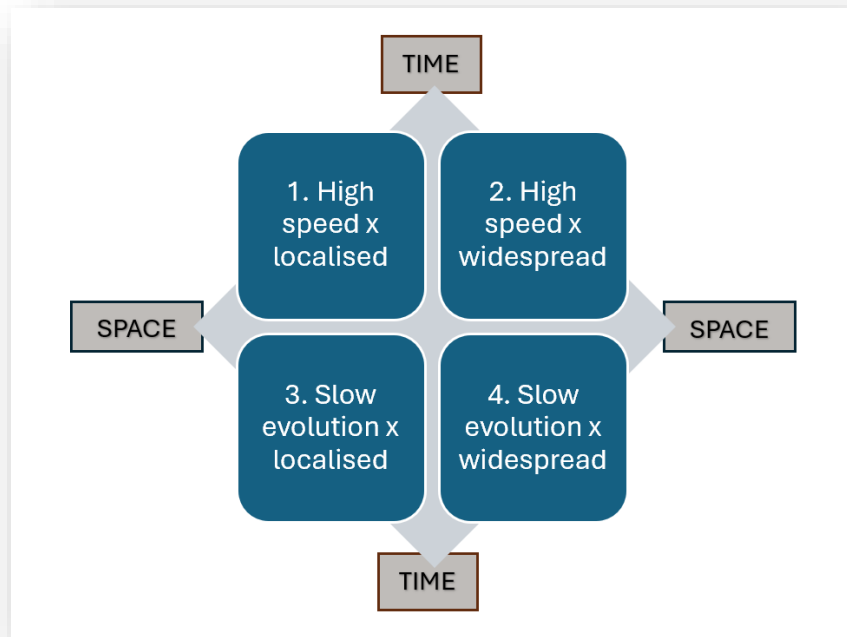 TIME
1. High
speed x
localised
2. High
speed x
widespread
SPACE
SPACE
3. Slow
evolution x
localised
4. Slow
evolution x
widespread
TIME